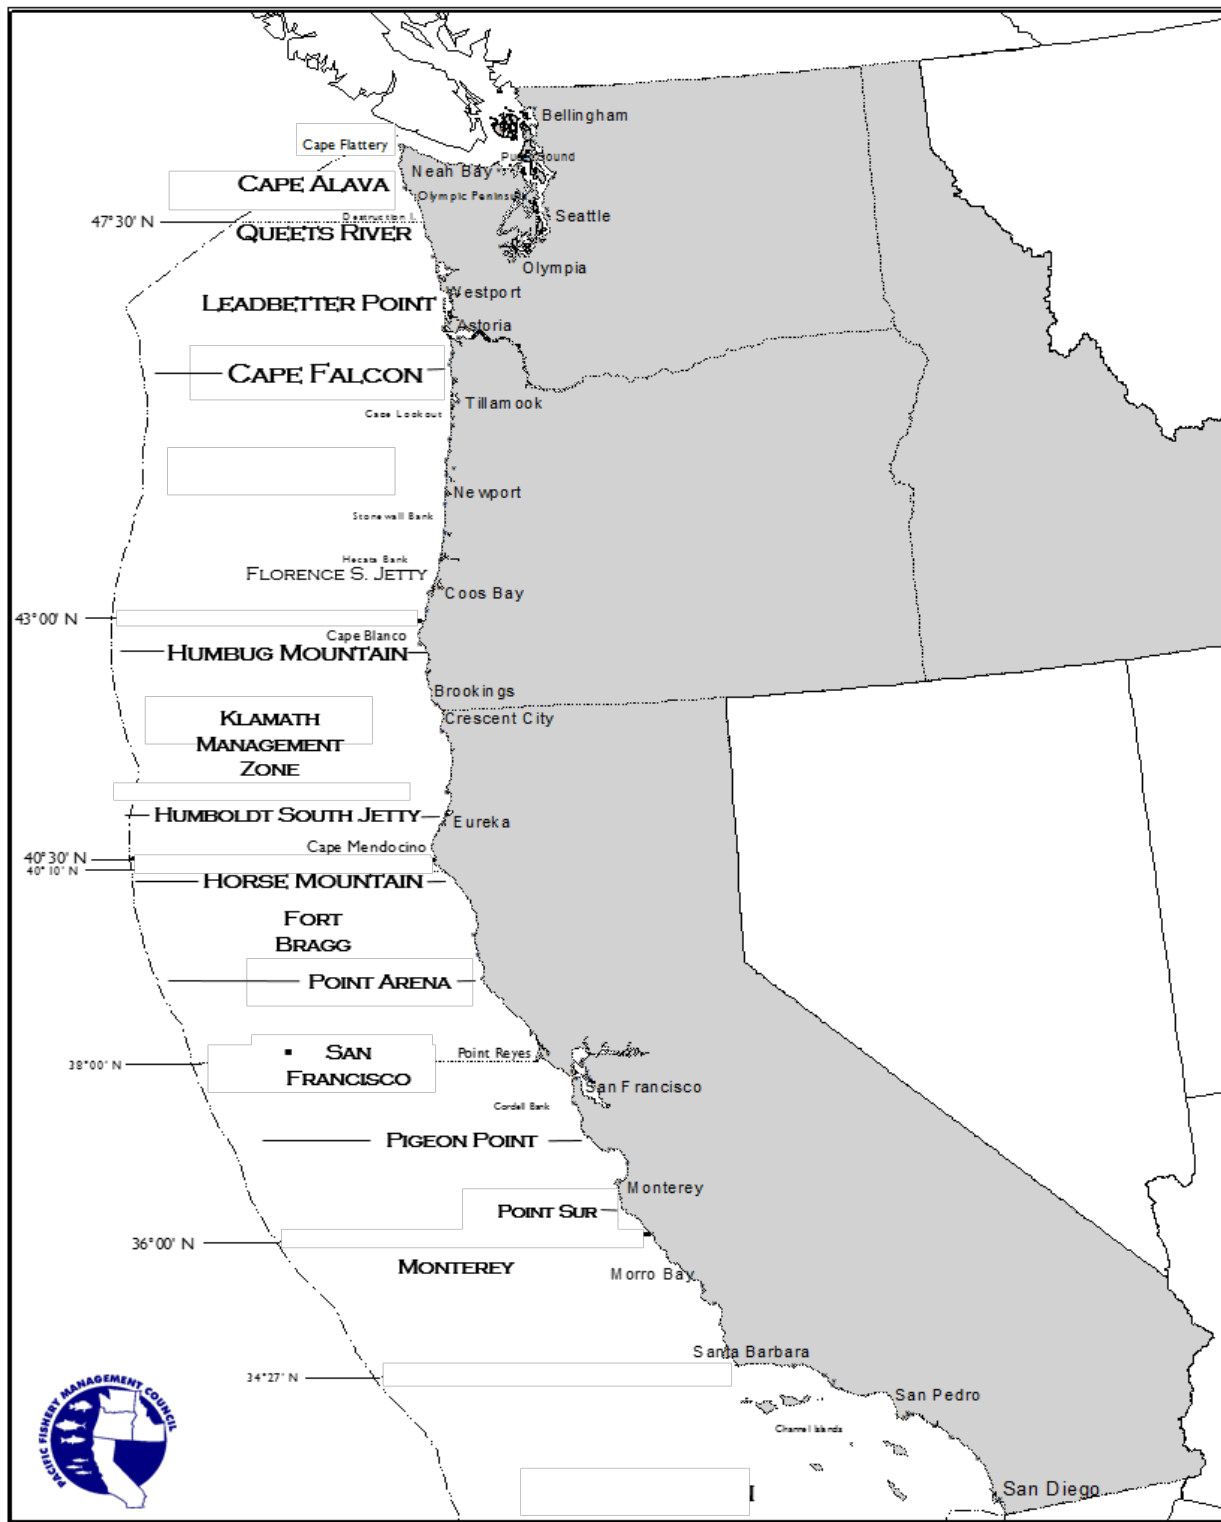 Bellingham
Cape Flattery
Neah Bay
CAPE ALAVA
Olympic Peninsula
47°30' N
Destruction I.
Seattle
QUEETS RIVER
Olympia
Westport
LEADBETTER POINT
Astoria
CAPE FALCON
Tillamook
Cape Lookout
Newport
Stonewall Bank
Heceta Bank
FLORENCE S. JETTY
Coos Bay
43°00' N
Cape Blanco
HUMBUG MOUNTAIN
Brookings
KLAMATH
MANAGEMENT
ZONE
Crescent City
HUMBOLDT SOUTH JETTY
Eureka
Cape Mendocino
40°30' N
40°10' N
HORSE MOUNTAIN
FORT
BRAGG
POINT ARENA
SAN
FRANCISCO
Point Reyes
38°00' N
San Francisco
Cordell Bank
PIGEON POINT
Monterey
POINT SUR
36°00' N
MONTEREY
Morro Bay
Santa Barbara
34°27' N
San Pedro
Channel Islands
San Diego
PACIFIC FISHERY MANAGEMENT COUNCIL